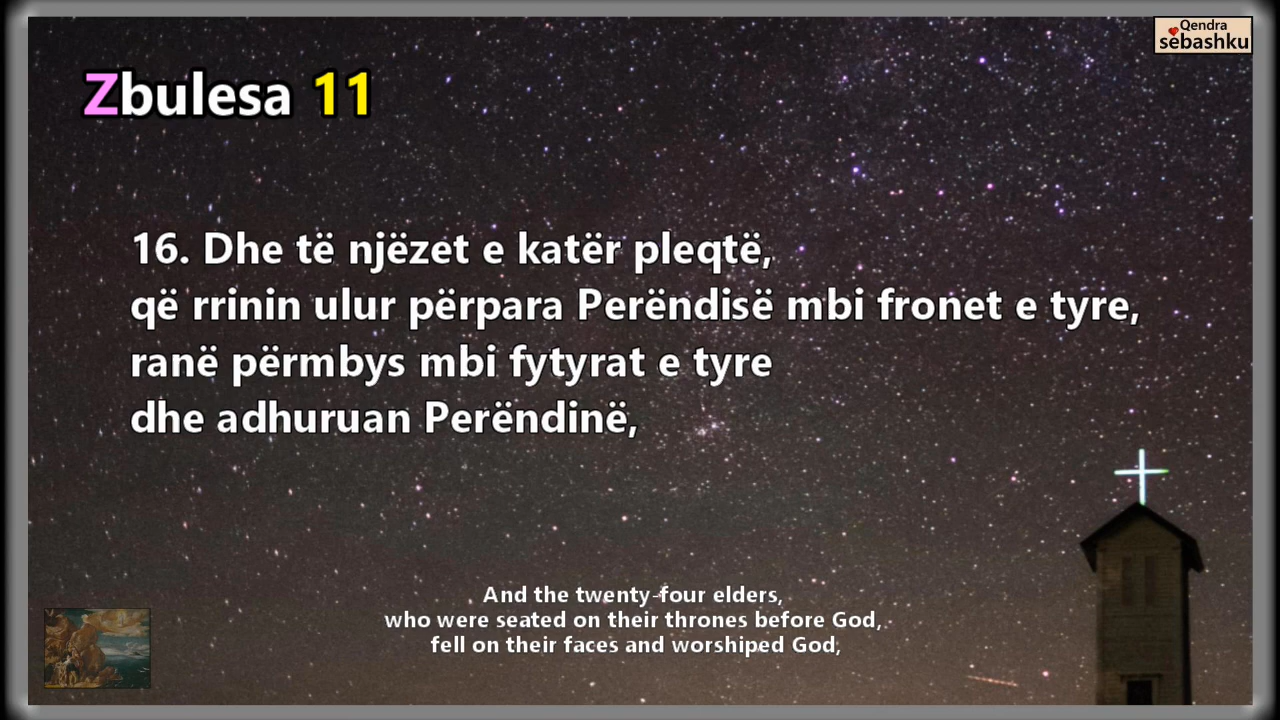 Qendra
sëbashku
Zbulesa 11
16. Dhe të njëzet e katër pleqtë,
që rrinin ulur përpara Perëndisë mbi fronet e tyre,
ranë përmbys mbi fytyrat e tyre
dhe adhuruan Perëndinë,
And the twenty-four elders,
who were seated on their thrones before God,
fell on their faces and worshiped God,